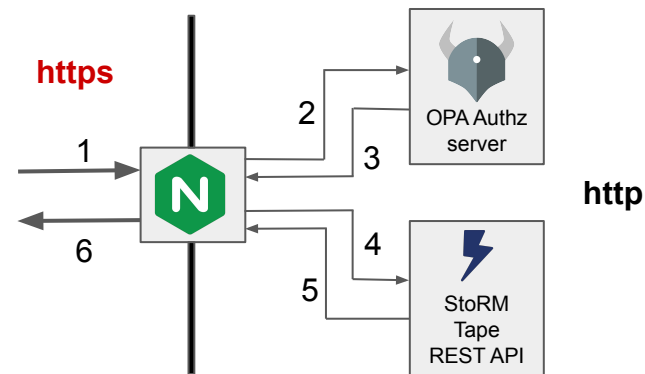 https
1
6
N
2
3
4
5
OPA Authz
server
StoRM
Tape
REST API
http